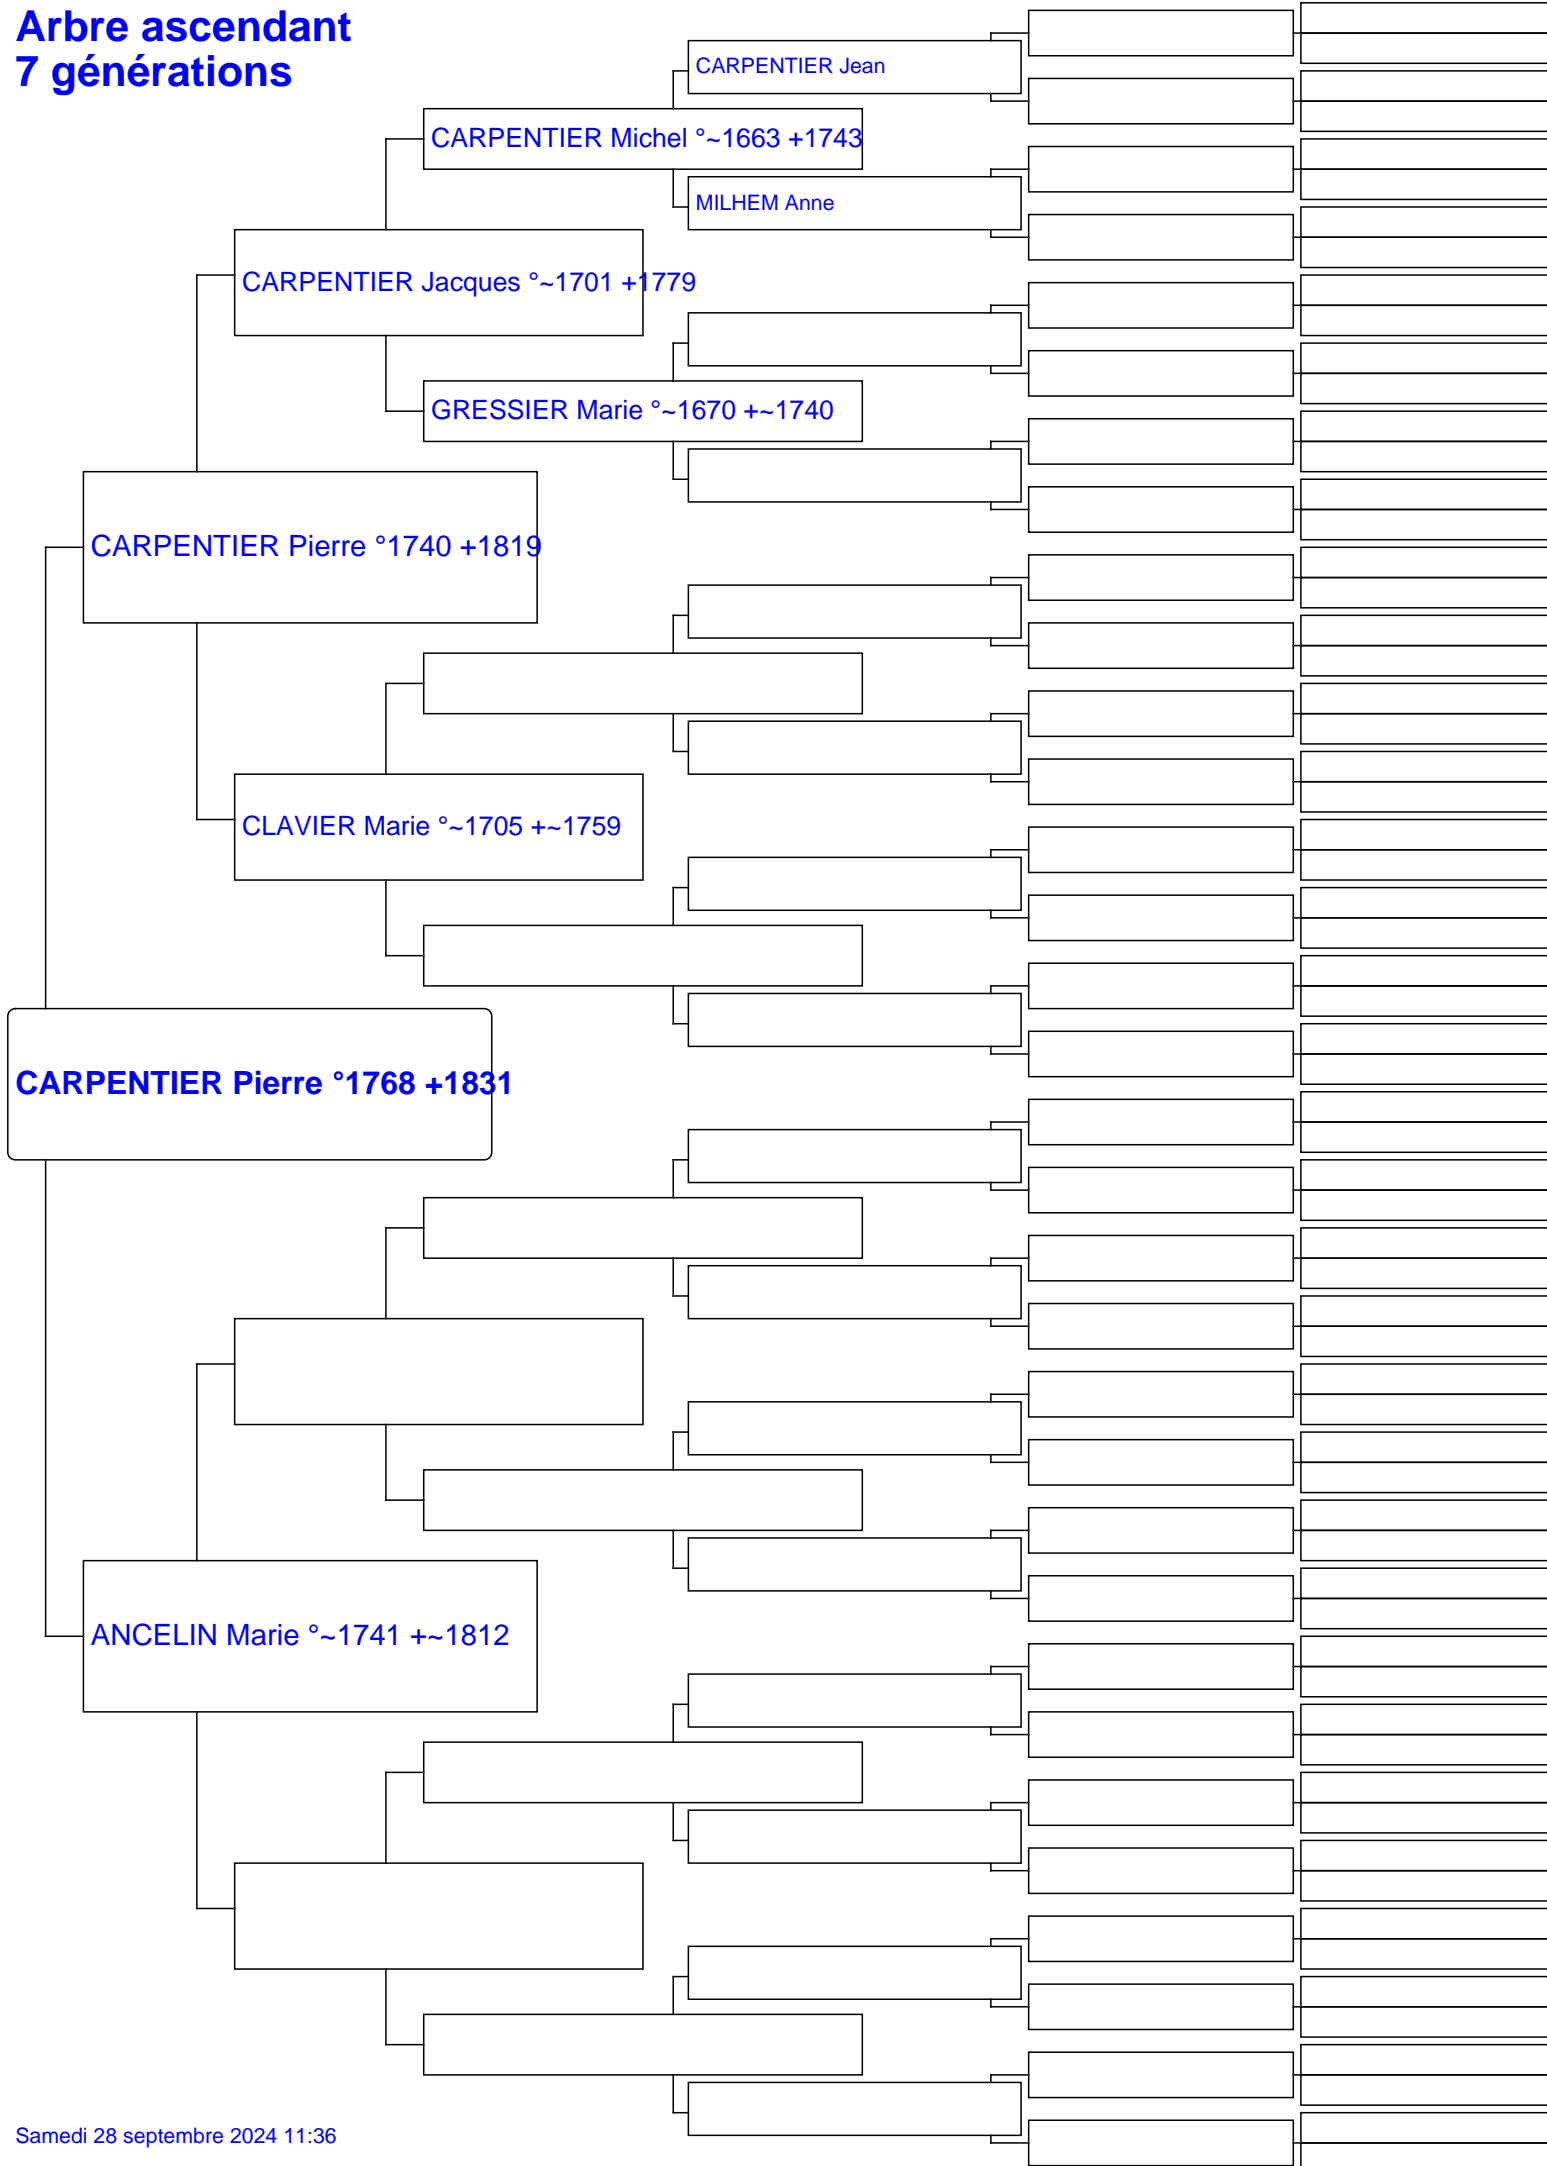 Arbre ascendant
7 générations
CARPENTIER Jean
CARPENTIER Michel °~1663 +1743
MILHEM Anne
CARPENTIER Jacques °~1701 +1779
GRESSIER Marie °~1670 +~1740
CARPENTIER Pierre °1740 +1819
CLAVIER Marie °~1705 +~1759
CARPENTIER Pierre °1768 +1831
ANCELIN Marie °~1741 +~1812
Samedi 28 septembre 2024 11:36